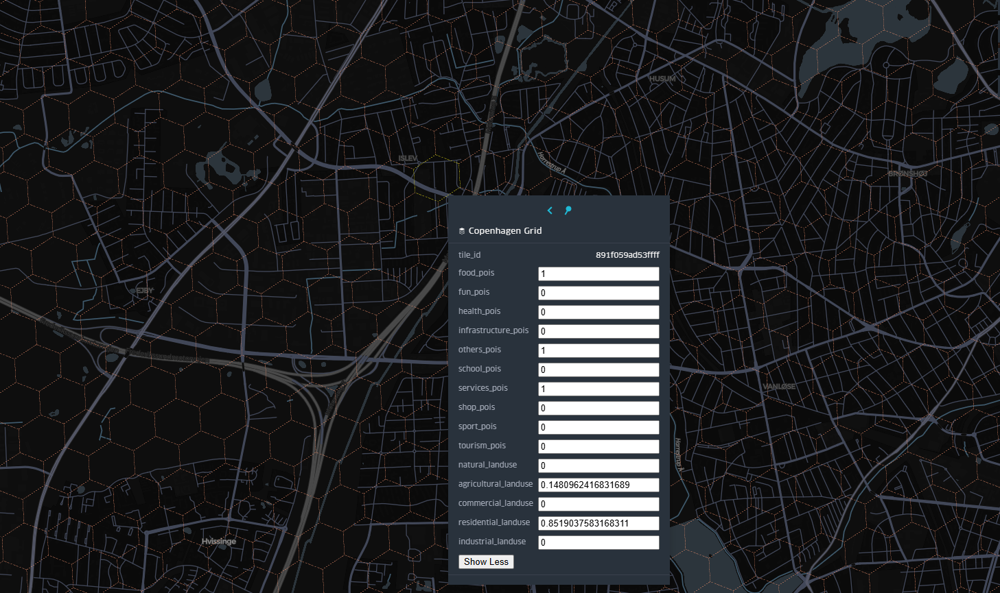 HUSUM
ISLEV
Harrestrup Å
BRØNSHØJ
Copenhagen Grid
tile_id 891f059ad53ffff
food_pois 1
fun_pois 0
health_pois 0
infrastructure_pois 0
others_pois 1
school_pois 0
services_pois 1
shop_pois 0
sport_pois 0
tourism_pois 0
natural_landuse 0
agricultural_landuse 0.1480962416831689
commercial_landuse 0
residential_landuse 0.8519037583168311
industrial_landuse 0
Show Less
EJBY
VANLØSE
Harrestrup Å
Hvissinge